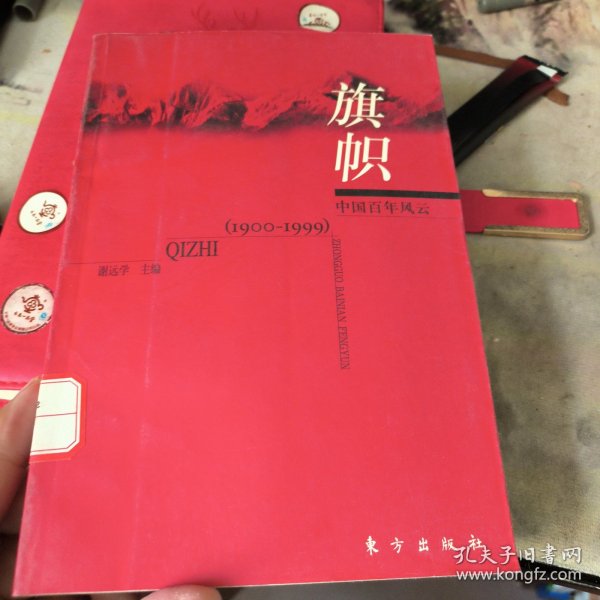 旗帜
中国百年风云
(1900-1999)
QIZHI
谢远学 主编
ZHONGGUO BAINIAN FENGYUN
東方出版社
孔夫子旧书网
www.kongfz.com